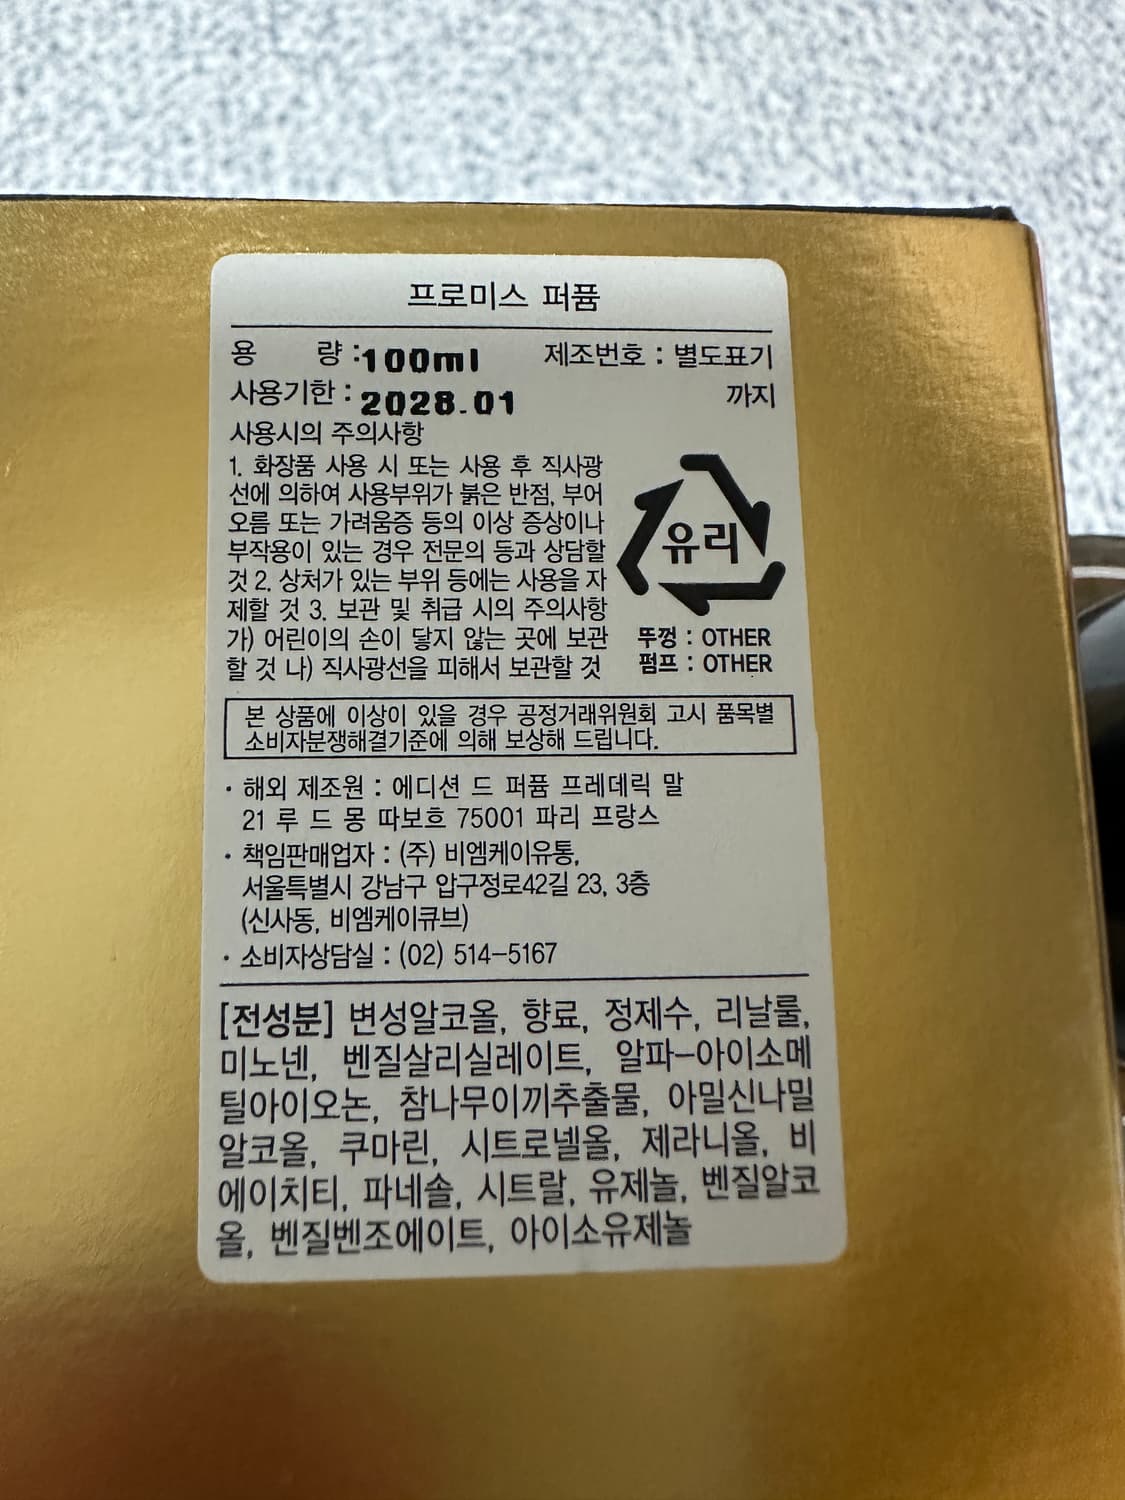 프로미스 퍼퓸
용 량 : 100ml 제조번호 : 별도표기
사용기한 : 2028.01 까지
사용시의 주의사항
1. 화장품 사용 시 또는 사용 후 직사광
선에 의하여 사용부위가 붉은 반점, 부어
오름 또는 가려움증 등의 이상 증상이나
부작용이 있는 경우 전문의 등과 상담할
것 2. 상처가 있는 부위 등에는 사용을 자
제할 것 3. 보관 및 취급 시의 주의사항
가) 어린이의 손이 닿지 않는 곳에 보관
할 것 나) 직사광선을 피해서 보관할 것
유리
뚜껑 : OTHER
펌프 : OTHER
본 상품에 이상이 있을 경우 공정거래위원회 고시 품목별
소비자분쟁해결기준에 의해 보상해 드립니다.
· 해외 제조원 : 에디션 드 퍼퓸 프레데릭 말
21 루 드 몽 따보흐 75001 파리 프랑스
· 책임판매업자 : (주) 비엠케이유통,
서울특별시 강남구 압구정로42길 23, 3층
(신사동, 비엠케이큐브)
· 소비자상담실 : (02) 514-5167
[전성분] 변성알코올, 향료, 정제수, 리날룰,
미노넨, 벤질살리실레이트, 알파-아이소메
틸아이오논, 참나무이끼추출물, 아밀신나밀
알코올, 쿠마린, 시트로넬올, 제라니올, 비
에이치티, 파네솔, 시트랄, 유제놀, 벤질알코
올, 벤질벤조에이트, 아이소유제놀